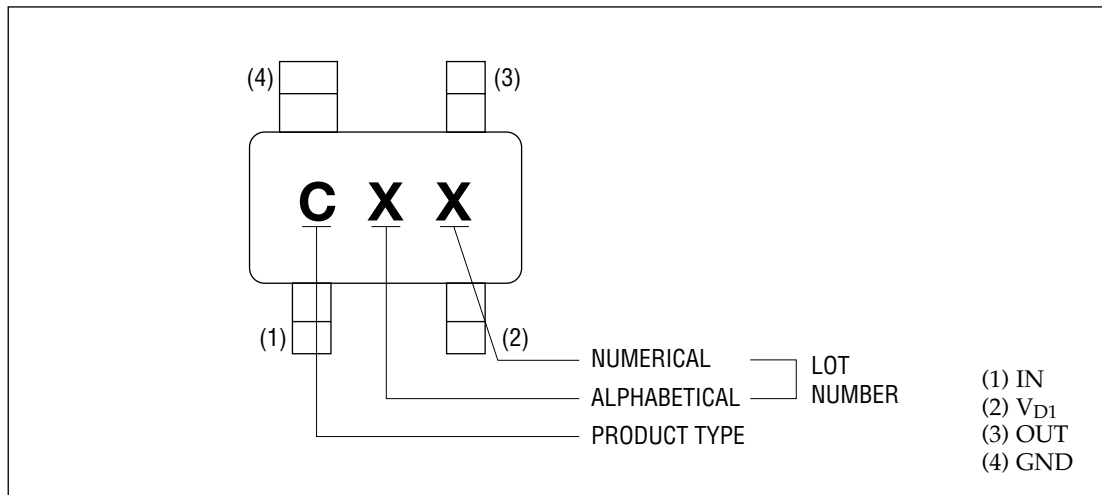 (4)
(3)
C X X
(1)
(2)
NUMERICAL
ALPHABETICAL
PRODUCT TYPE
LOT
NUMBER
(1) IN
(2) VD1
(3) OUT
(4) GND